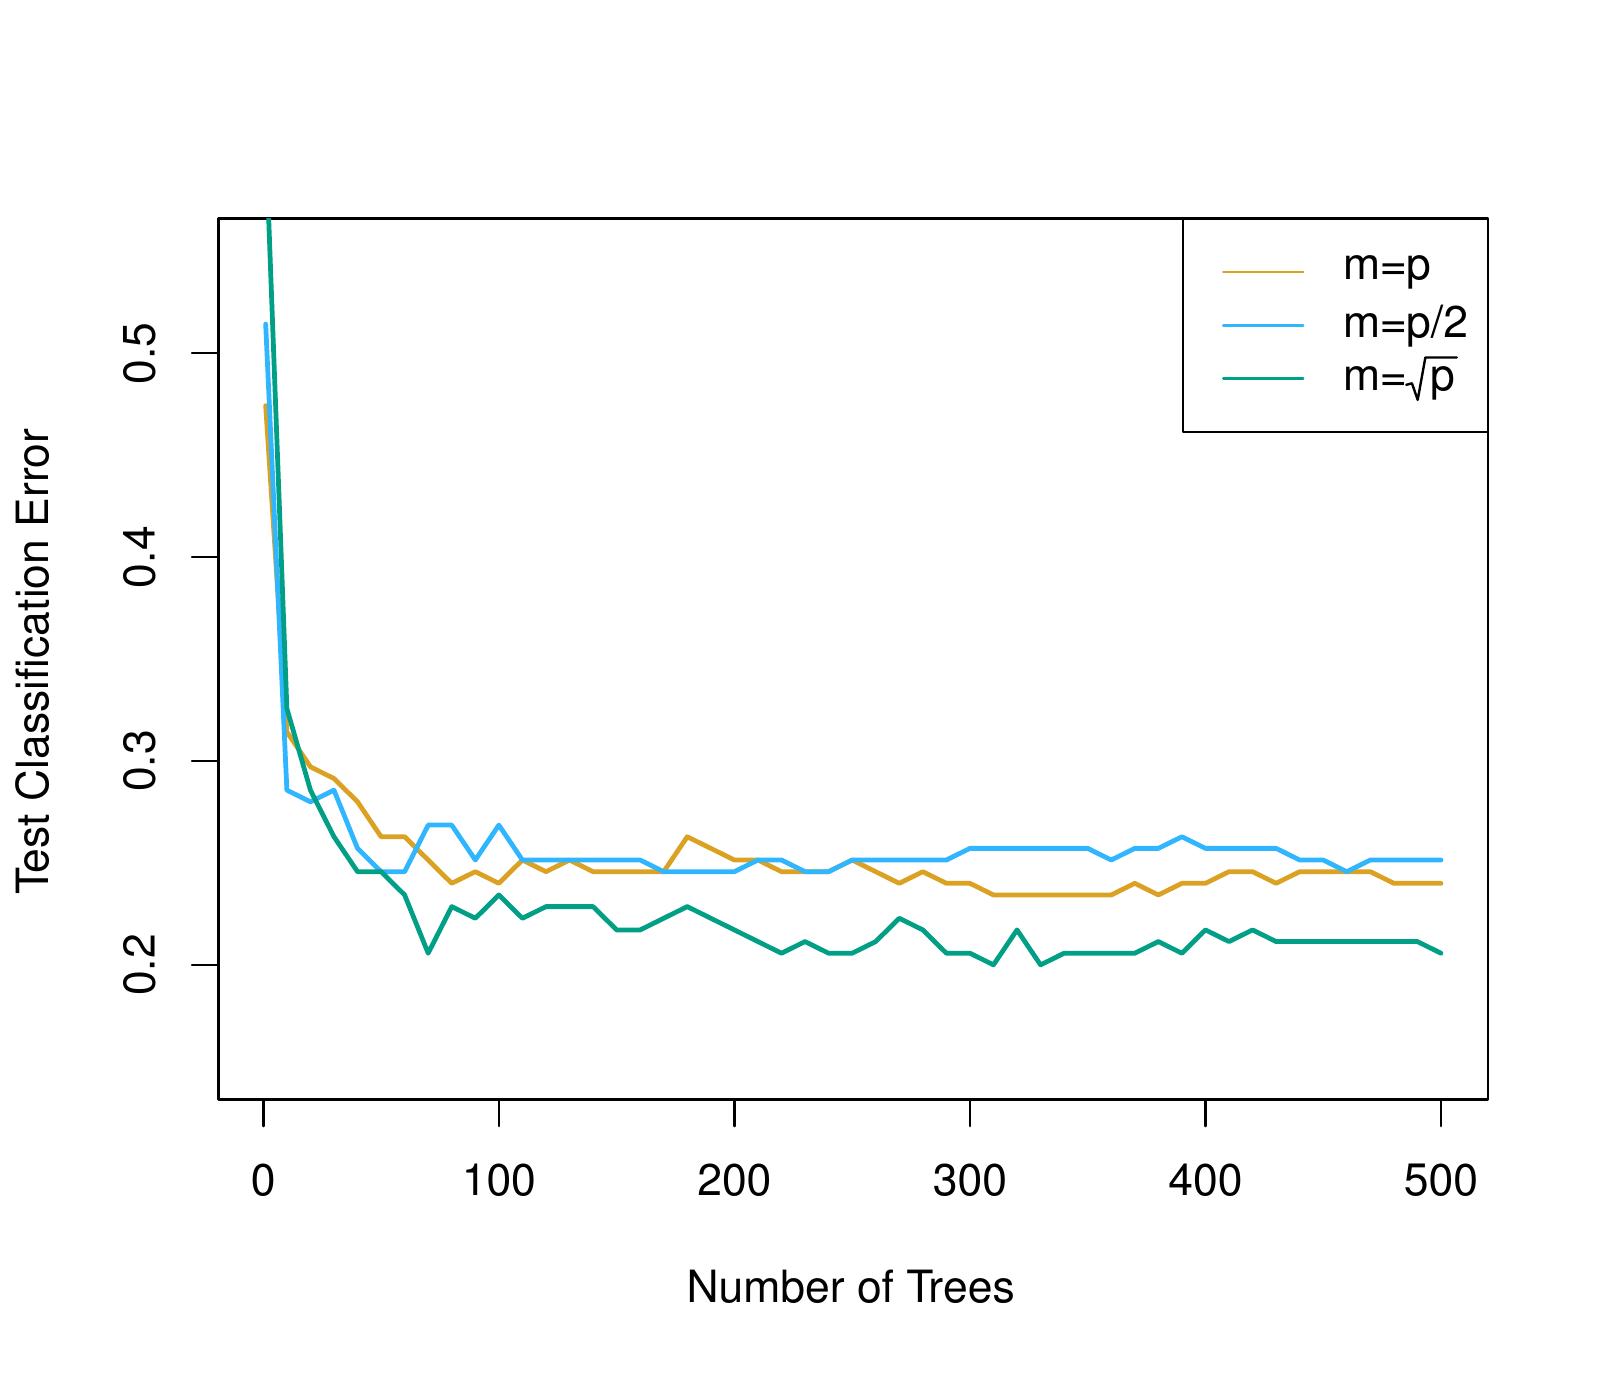 m=p
m=p/2
m=√p
0.5
0.4
0.3
0.2
Test Classification Error
0 100 200 300 400 500
Number of Trees